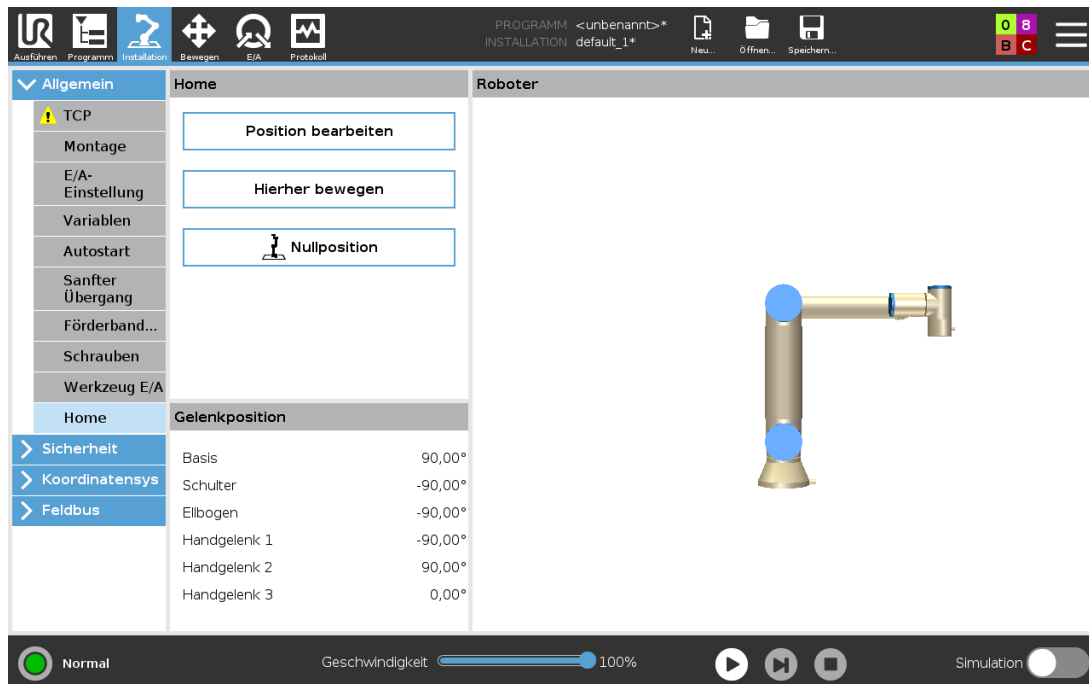 PROGRAMM <unbenannt>*
INSTALLATION default_1*
UR
Ausführen
Programm
Installation
Bewegen
E/A
Protokoll
Neu...
Öffnen...
Speichern...
0 8
B C
Allgemein
TCP
Montage
E/A-
Einstellung
Variablen
Autostart
Sanfter
Übergang
Förderband...
Schrauben
Werkzeug E/A
Home
Sicherheit
Koordinatensys
Feldbus
Home
Position bearbeiten
Hierher bewegen
Nullposition
Gelenkposition
Basis 90,00°
Schulter -90,00°
Ellbogen -90,00°
Handgelenk 1 -90,00°
Handgelenk 2 90,00°
Handgelenk 3 0,00°
Roboter
Normal
Geschwindigkeit 100%
Simulation